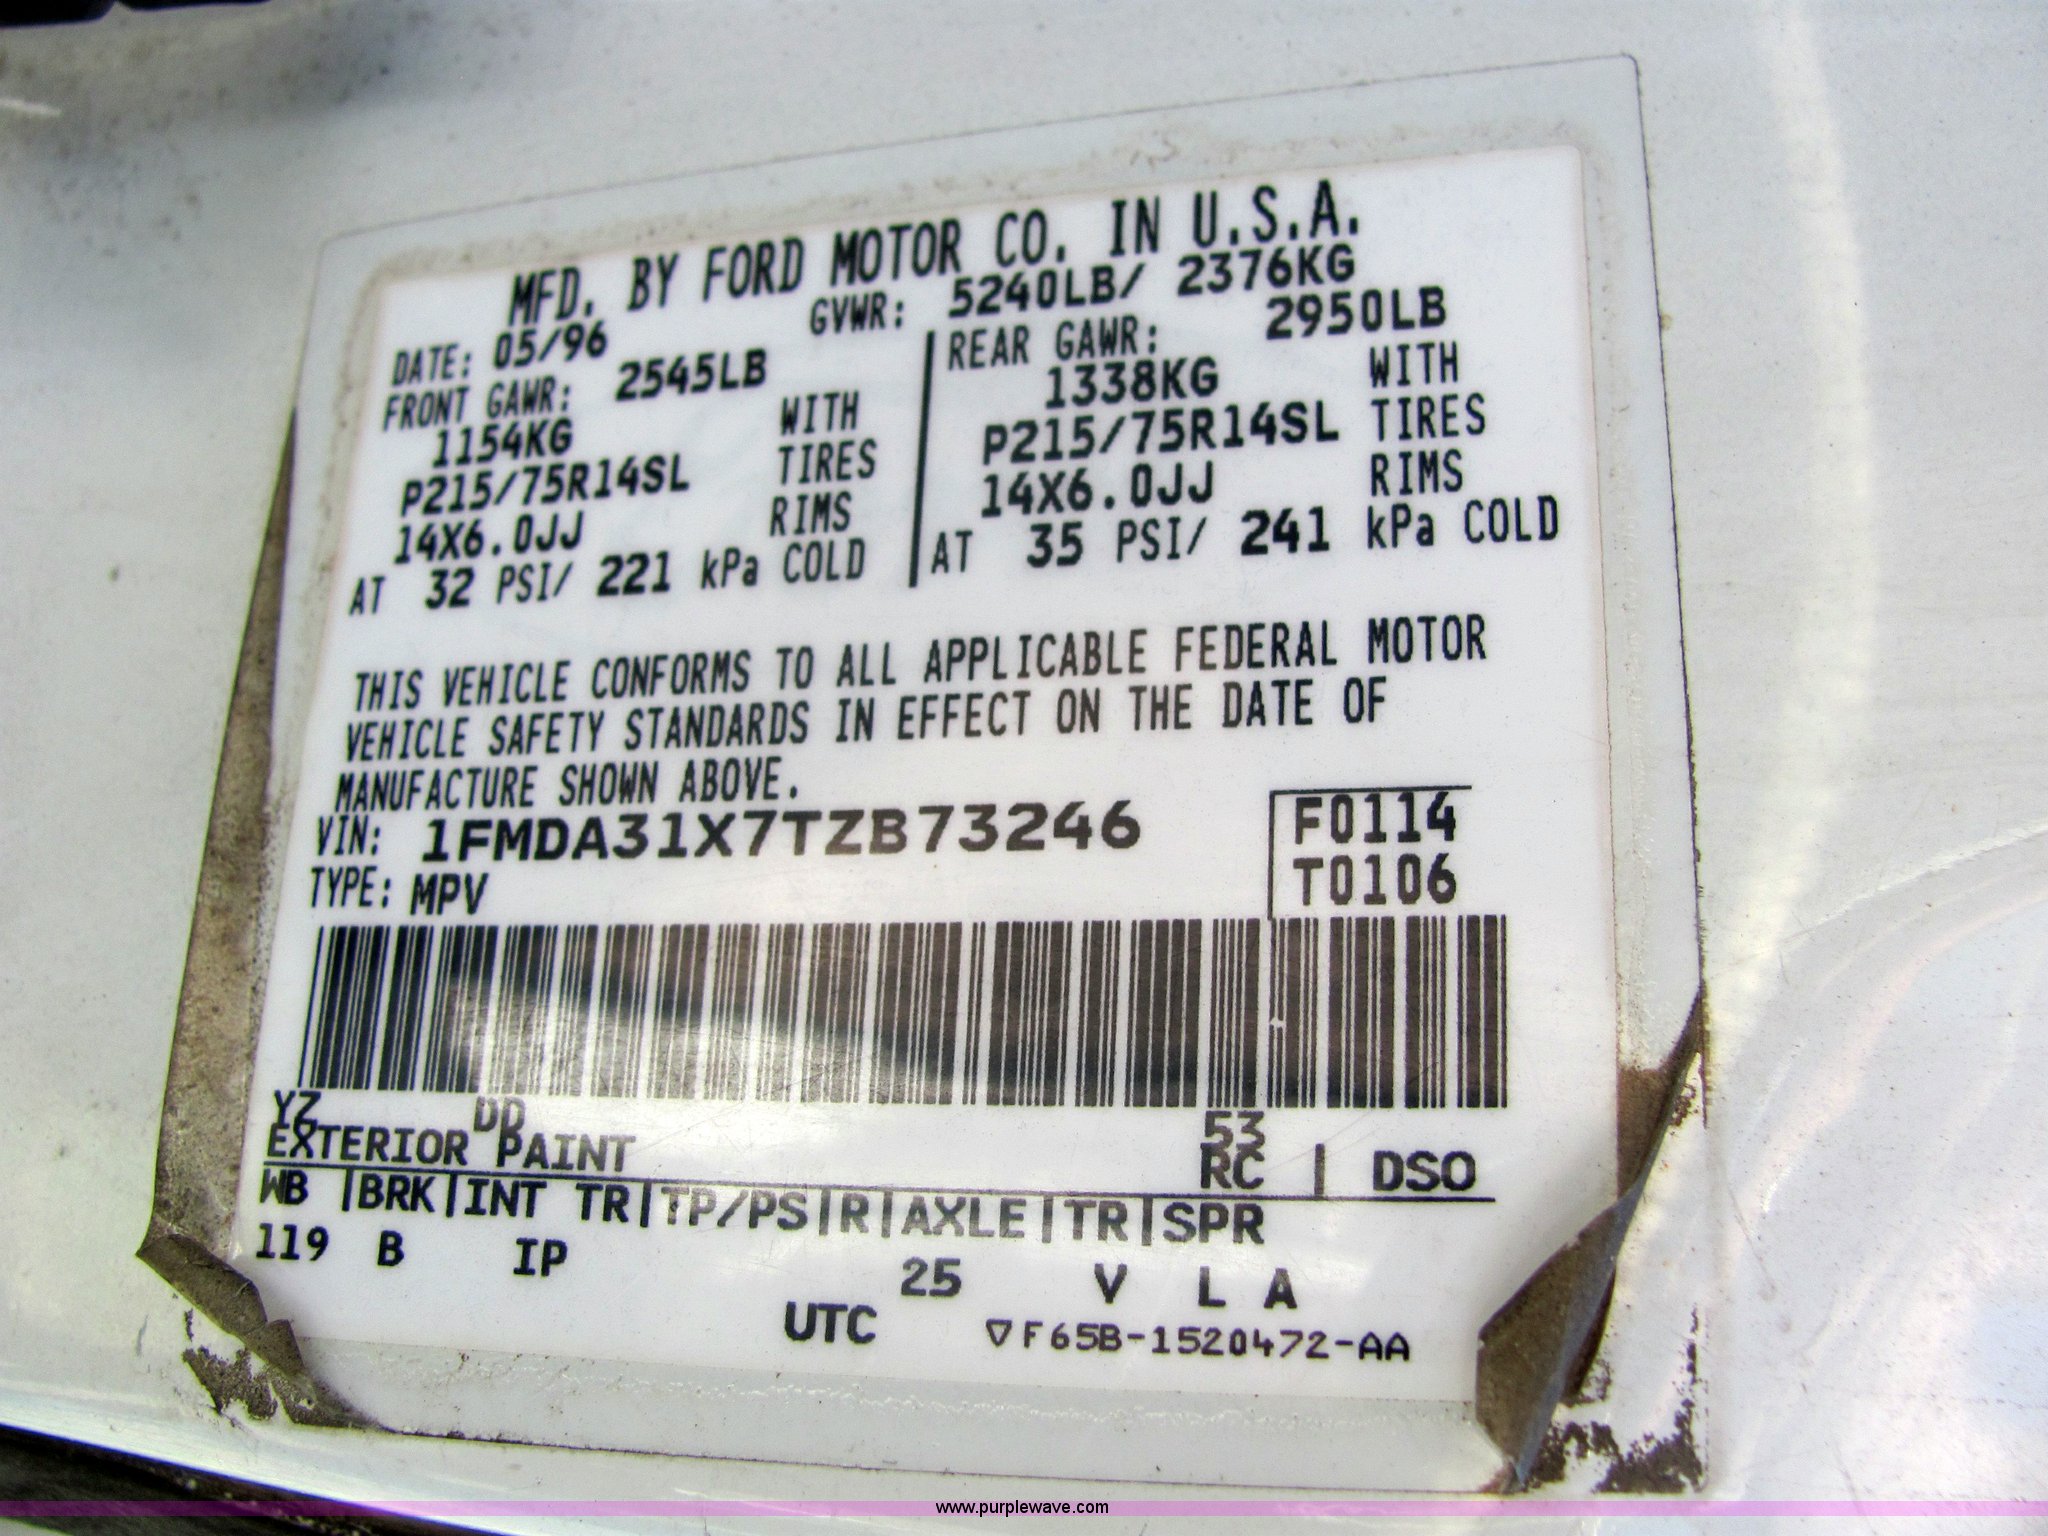 MFD. BY FORD MOTOR CO. IN U.S.A.
DATE: 05/96 GVWR: 5240LB/ 2376KG
FRONT GAWR: 2545LB REAR GAWR: 2950LB
1154KG WITH 1338KG WITH
P215/75R14SL TIRES P215/75R14SL TIRES
14X6.0JJ RIMS 14X6.0JJ RIMS
AT 32 PSI/ 221 kPa COLD AT 35 PSI/ 241 kPa COLD
THIS VEHICLE CONFORMS TO ALL APPLICABLE FEDERAL MOTOR
VEHICLE SAFETY STANDARDS IN EFFECT ON THE DATE OF
MANUFACTURE SHOWN ABOVE.
VIN: 1FMDA31X7TZB73246 F0114
TYPE: MPV T0106
YZ DD 53
EXTERIOR PAINT RC | DSO
WB |BRK|INT TR|TP/PS|R|AXLE|TR|SPR
119 B IP 25 V L A
UTC ▽F65B-1520472-AA
www.purplewave.com